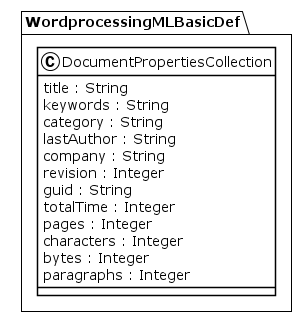 WordprocessingMLBasicDef
C DocumentPropertiesCollection
title : String
keywords : String
category : String
lastAuthor : String
company : String
revision : Integer
guid : String
totalTime : Integer
pages : Integer
characters : Integer
bytes : Integer
paragraphs : Integer